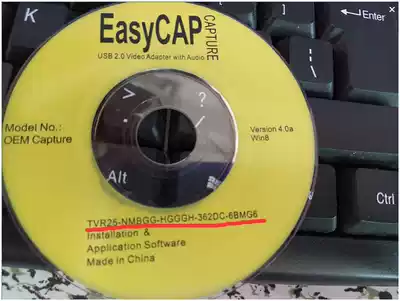 K
Enter
×
EasyCAP
CAPTURE
USB 2.0 Video Adapter with Audio
>
?
.
/
Model No.:
OEM Capture
Version 4.0a
Win8
Alt
Ctrl
TVR25-NMBGG-HGGGH-362DC-6BMG6
Installation &
Application Software
Made in China